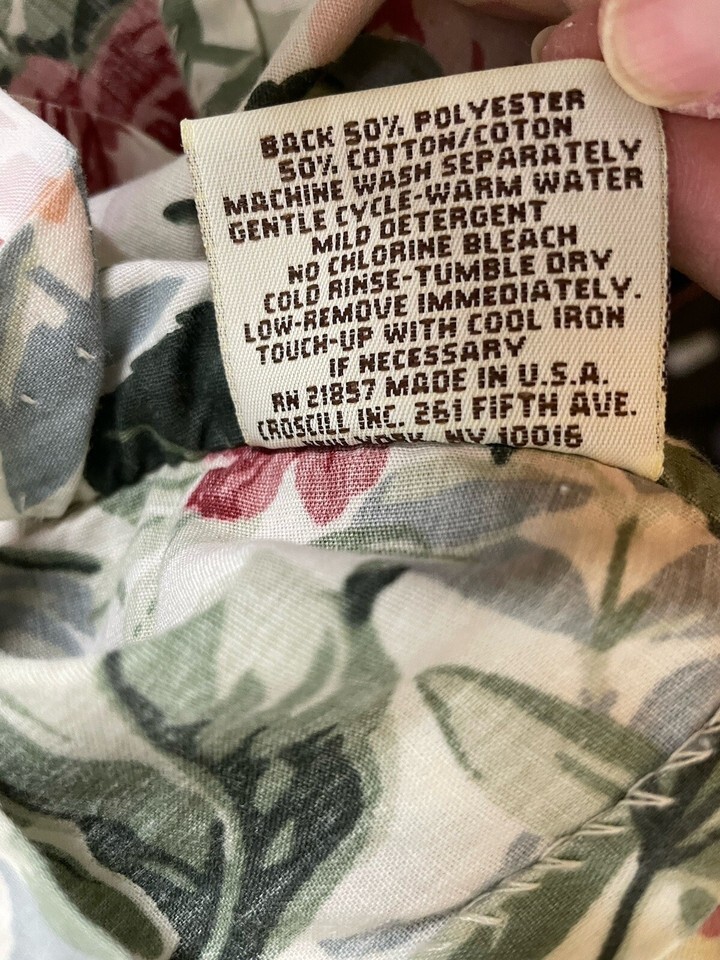 BACK 50% POLYESTER
50% COTTON/COTON
MACHINE WASH SEPARATELY
GENTLE CYCLE-WARM WATER
MILD DETERGENT
NO CHLORINE BLEACH
COLD RINSE-TUMBLE DRY
LOW-REMOVE IMMEDIATELY.
TOUCH-UP WITH COOL IRON
IF NECESSARY
RN 21857 MADE IN U.S.A.
CROSCILL INC. 261 FIFTH AVE.
NEW YORK, NY 10016